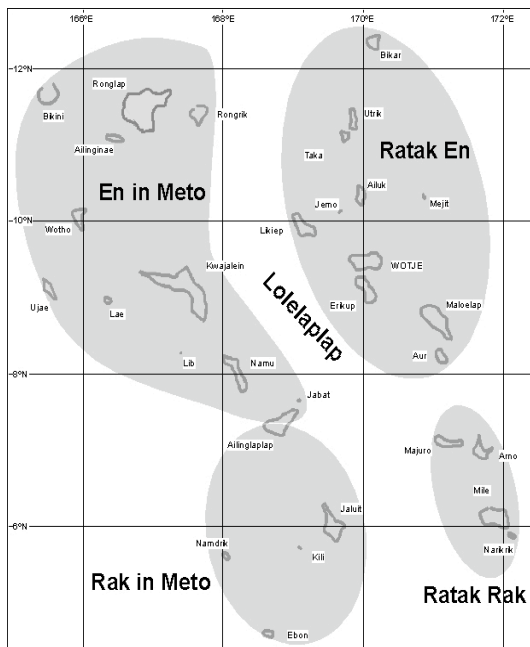 166°E
168°E
170°E
172°E
12°N
10°N
8°N
6°N
Bikar
Ronglap
Bikini
Rongrik
Utrik
Ailinginae
Taka
Ratak En
En in Meto
Ailuk
Jemo
Mejit
Wotho
Likiep
Kwajalein
WOTJE
Ujae
Lae
Erikup
Maloelap
Lolelaplap
Lib
Namu
Aur
Jabat
Ailinglaplap
Majuro
Arno
Mile
Jaluit
Namdrik
Kili
Narikrik
Rak in Meto
Ratak Rak
Ebon